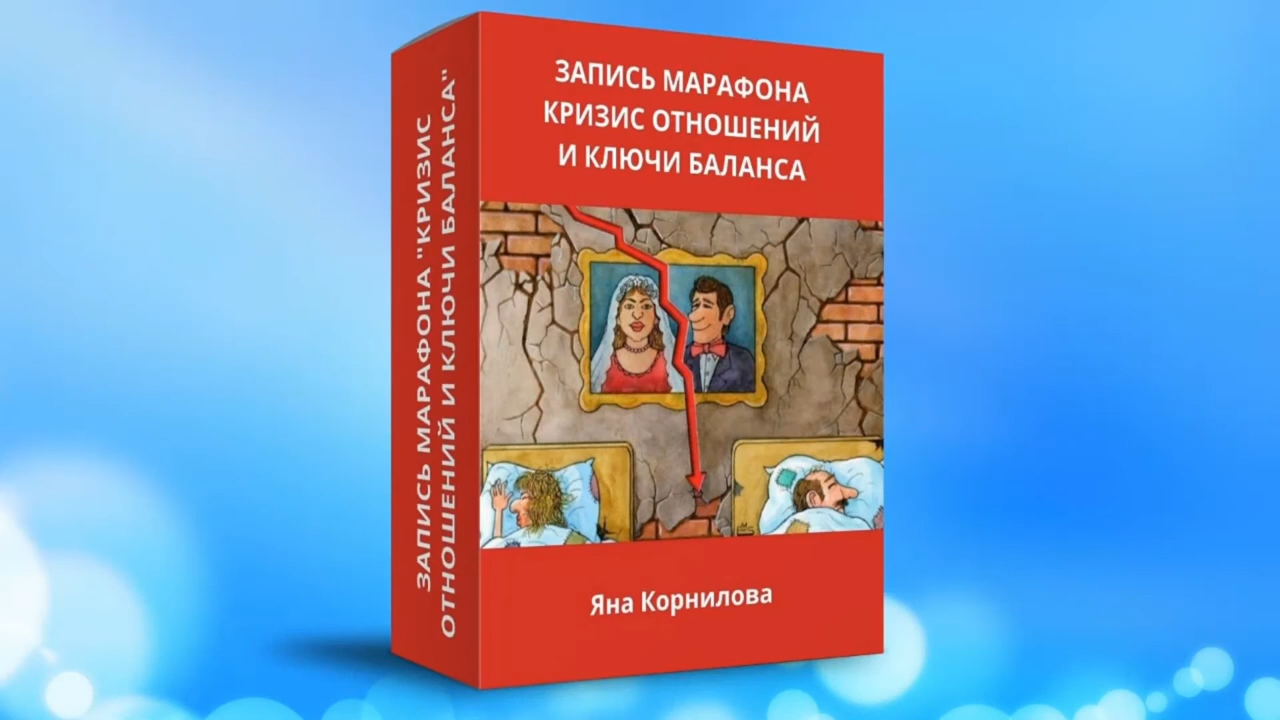 ЗАПИСЬ МАРАФОНА
КРИЗИС ОТНОШЕНИЙ
И КЛЮЧИ БАЛАНСА
Яна Корнилова
ЗАПИСЬ МАРАФОНА "КРИЗИС
ОТНОШЕНИЙ И КЛЮЧИ БАЛАНСА"